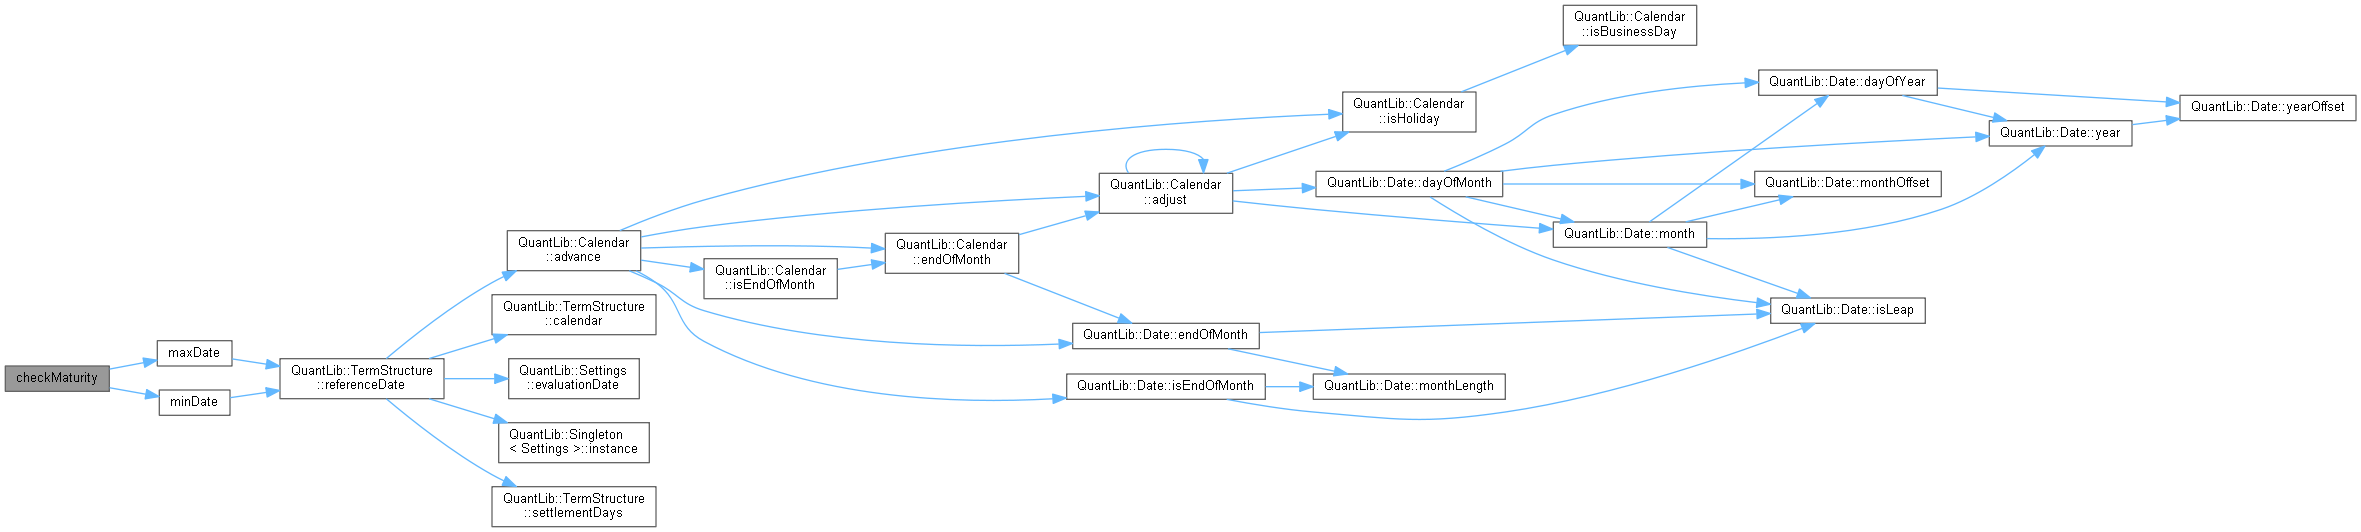 checkMaturity
maxDate
minDate
QuantLib::TermStructure
::referenceDate
QuantLib::Calendar
::advance
QuantLib::TermStructure
::calendar
QuantLib::Settings
::evaluationDate
QuantLib::Singleton
< Settings >::instance
QuantLib::TermStructure
::settlementDays
QuantLib::Calendar
::isEndOfMonth
QuantLib::Calendar
::endOfMonth
QuantLib::Calendar
::adjust
QuantLib::Date::endOfMonth
QuantLib::Date::isEndOfMonth
QuantLib::Calendar
::isHoliday
QuantLib::Date::dayOfMonth
QuantLib::Date::monthLength
QuantLib::Calendar
::isBusinessDay
QuantLib::Date::month
QuantLib::Date::dayOfYear
QuantLib::Date::monthOffset
QuantLib::Date::isLeap
QuantLib::Date::year
QuantLib::Date::yearOffset